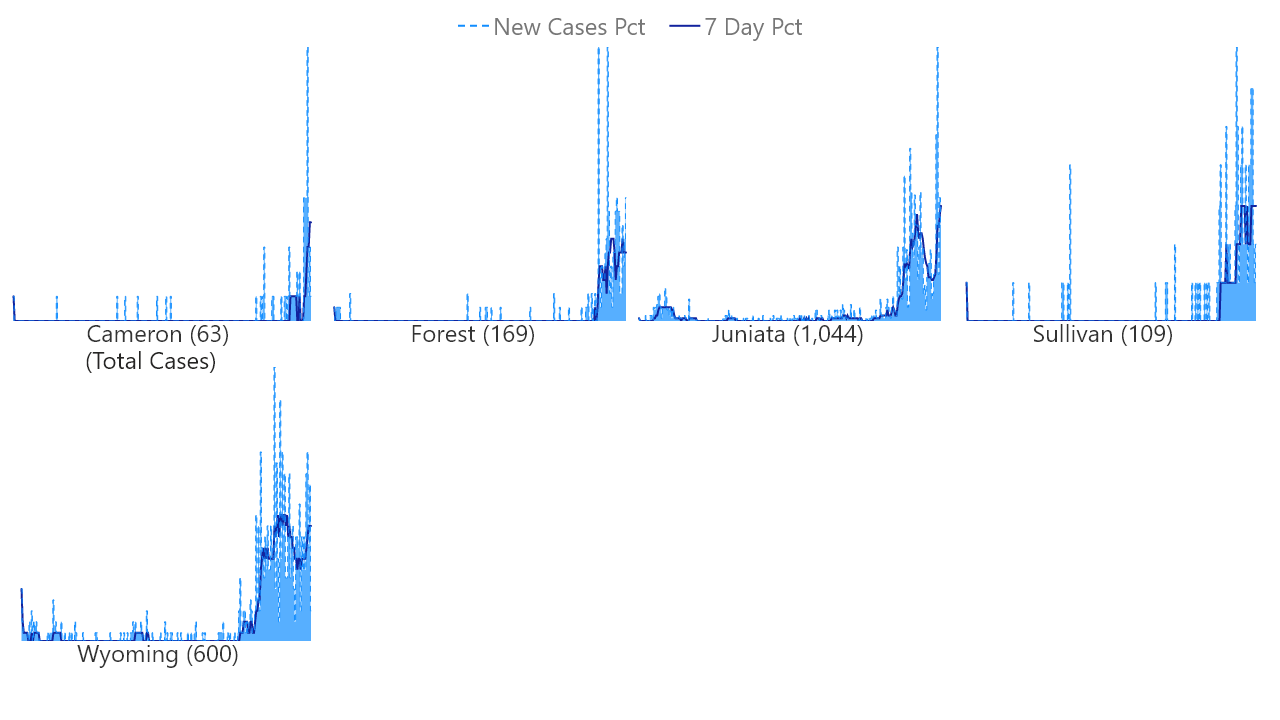 New Cases Pct 7 Day Pct
Cameron (63) Forest (169) Juniata (1,044) Sullivan (109)
(Total Cases)
Wyoming (600)